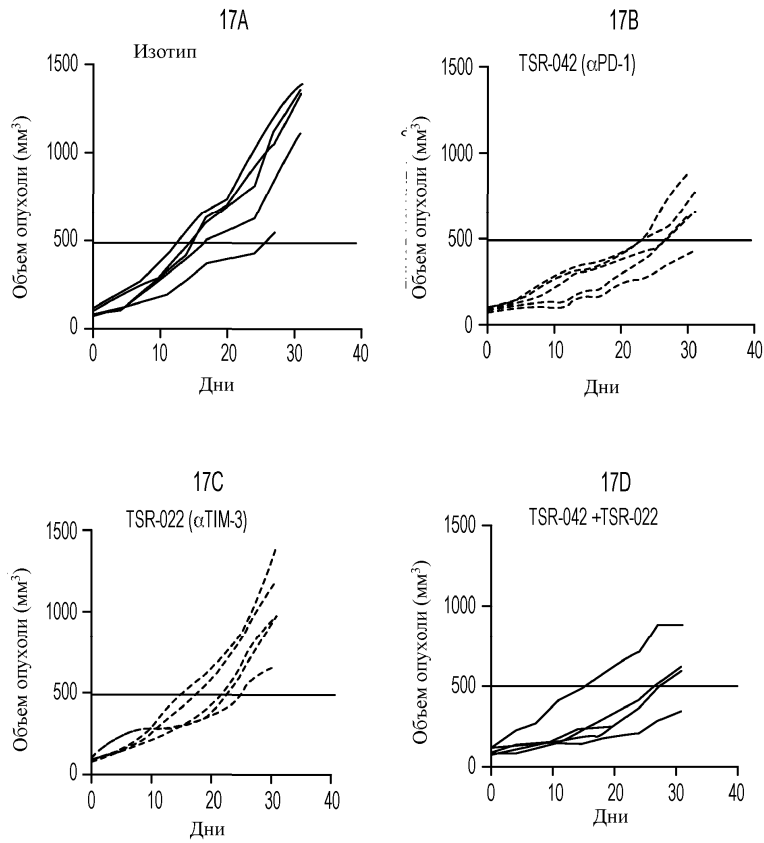 17A
Изотип
1500
1000
500
0
0 10 20 30 40
Объем опухоли (мм³)
Дни
17B
TSR-042 (αPD-1)
1500
1000
500
0
0 10 20 30 40
Объем опухоли (мм³)
Дни
17C
TSR-022 (αTIM-3)
1500
1000
500
0
0 10 20 30 40
Объем опухоли (мм³)
Дни
17D
TSR-042 +TSR-022
1500
1000
500
0
0 10 20 30 40
Объем опухоли (мм³)
Дни